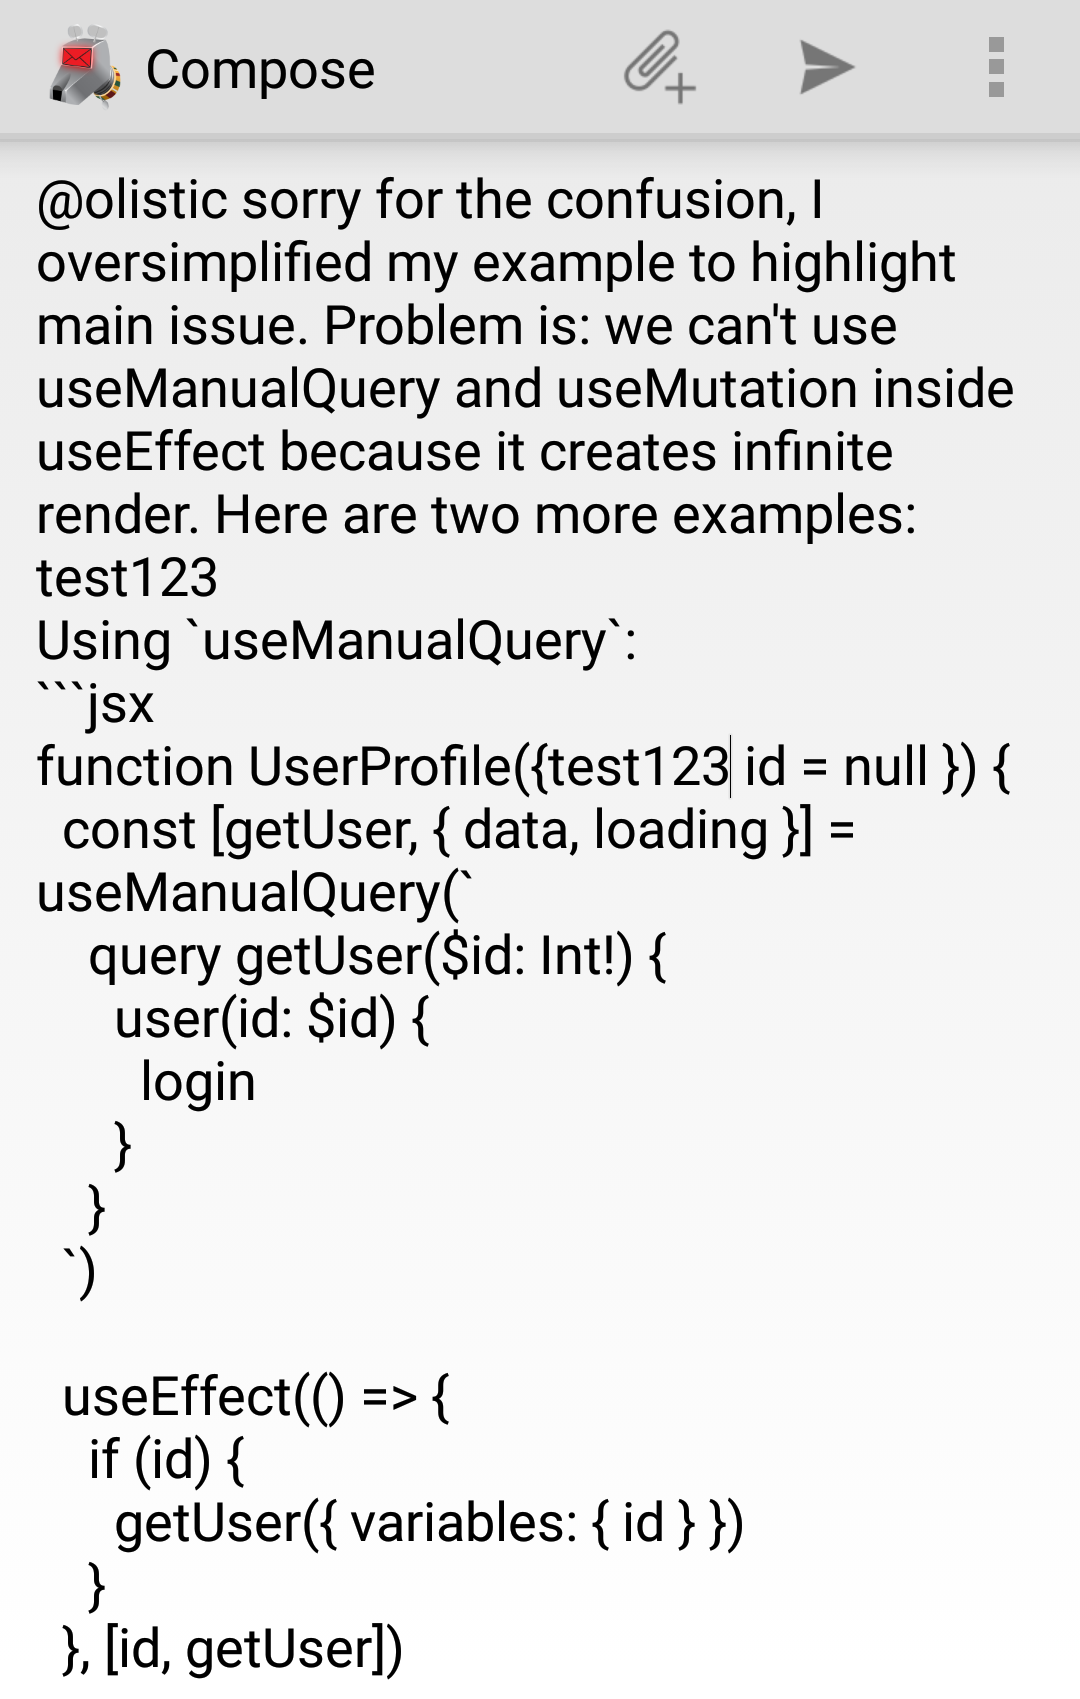 Compose
@olistic sorry for the confusion, I
oversimplified my example to highlight
main issue. Problem is: we can't use
useManualQuery and useMutation inside
useEffect because it creates infinite
render. Here are two more examples:
test123
Using `useManualQuery`:
```jsx
function UserProfile({test123 id = null }) {
  const [getUser, { data, loading }] =
useManualQuery(`
    query getUser($id: Int!) {
      user(id: $id) {
        login
      }
    }
  `)

  useEffect(() => {
    if (id) {
      getUser({ variables: { id } })
    }
  }, [id, getUser])